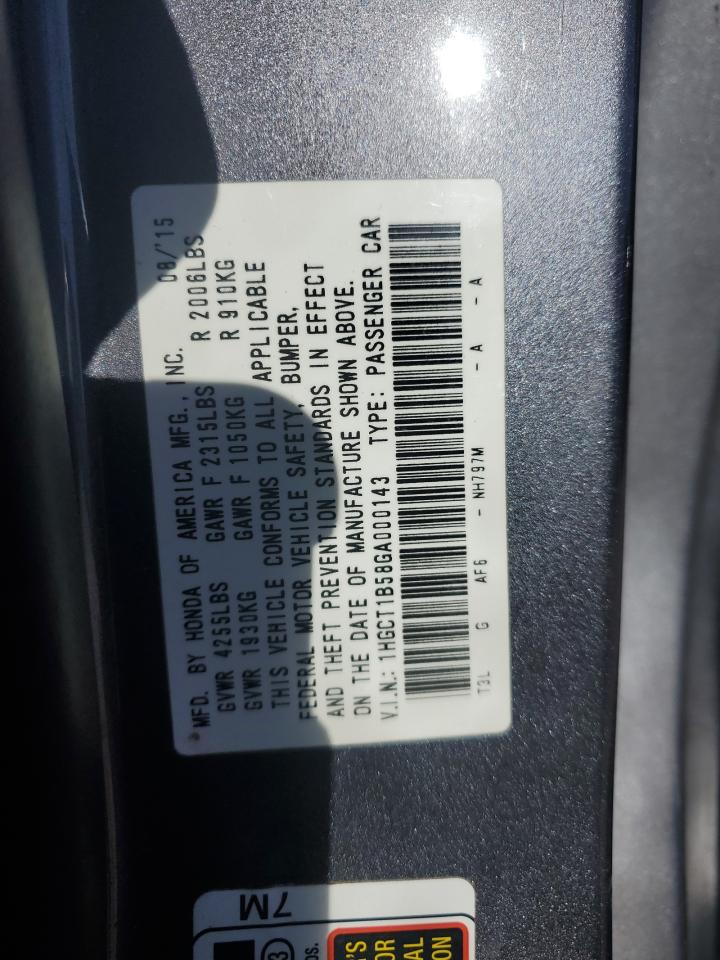 MFD. BY HONDA OF AMERICA MFG., INC. 08/'15
GVWR 4255LBS GAWR F 2315LBS R 2006LBS
GVWR 1930KG GAWR F 1050KG R 910KG
THIS VEHICLE CONFORMS TO ALL APPLICABLE
FEDERAL MOTOR VEHICLE SAFETY, BUMPER,
AND THEFT PREVENTION STANDARDS IN EFFECT
ON THE DATE OF MANUFACTURE SHOWN ABOVE.
V.I.N.: 1HGCT1B58GA000143 TYPE: PASSENGER CAR
T3L G AF6 - NH797M - A - A
7M
3